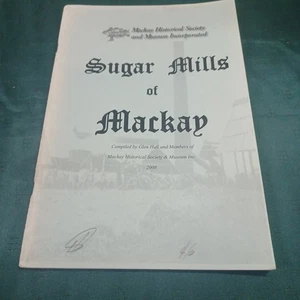 Mackay Historical Society
and Museum Incorporated
Sugar Mills
of
Mackay
Compiled by Glen Hall and Members of
Mackay Historical Society & Museum Inc.